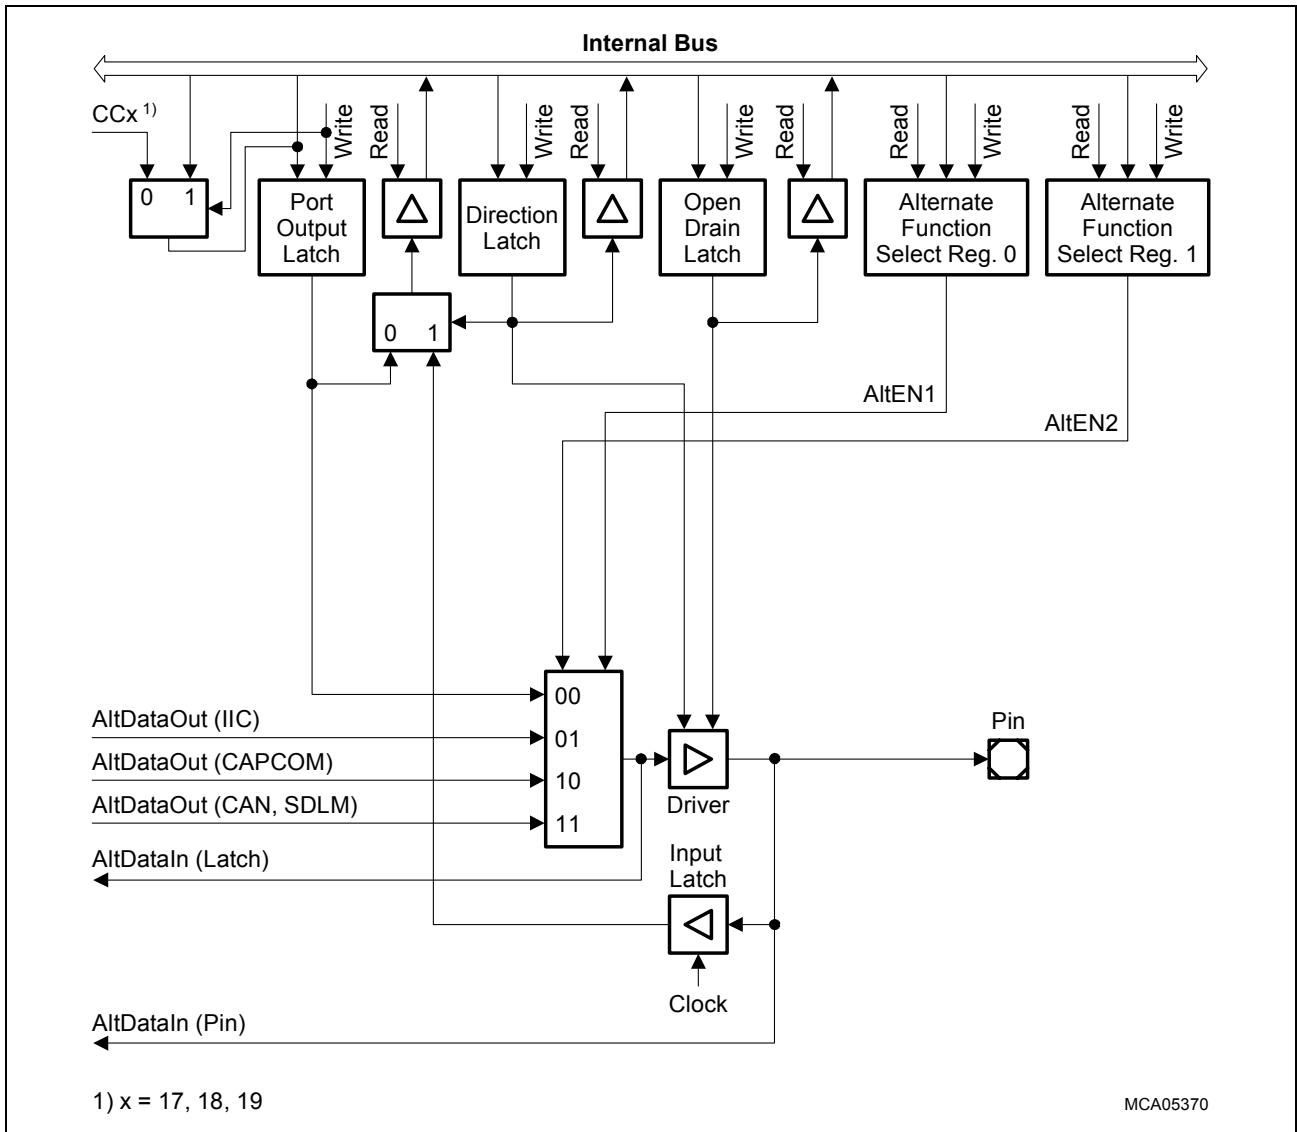 Internal Bus
CCx 1)
Write
Read
Write
Read
Write
Read
Read
Write
Read
Write
0 1
Port
Output
Latch
Direction
Latch
Open
Drain
Latch
Alternate
Function
Select Reg. 0
Alternate
Function
Select Reg. 1
0 1
AltEN1
AltEN2
00
01
10
11
AltDataOut (IIC)
AltDataOut (CAPCOM)
AltDataOut (CAN, SDLM)
AltDataIn (Latch)
Driver
Pin
Input
Latch
Clock
AltDataIn (Pin)
1) x = 17, 18, 19
MCA05370